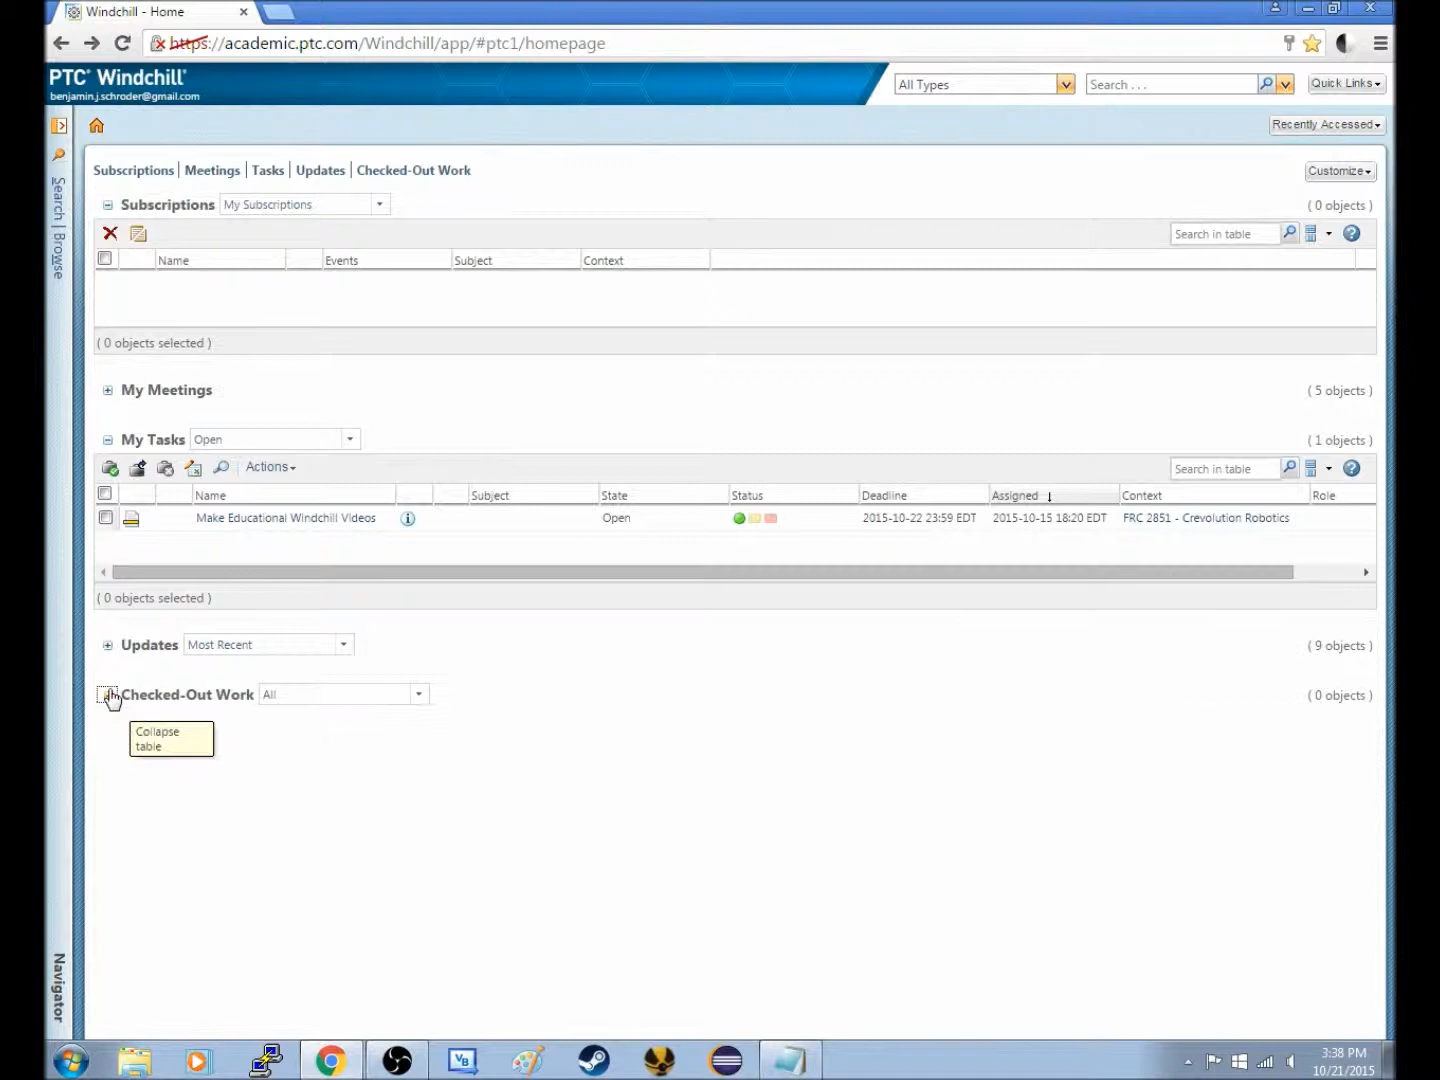 Windchill - Home
https://academic.ptc.com/Windchill/app/#ptc1/homepage
PTC® Windchill®
benjamin.j.schroder@gmail.com
All Types
Search . . .
Quick Links
Recently Accessed
Subscriptions | Meetings | Tasks | Updates | Checked-Out Work
Customize
Subscriptions My Subscriptions ( 0 objects )
Search in table
Name Events Subject Context
( 0 objects selected )
My Meetings ( 5 objects )
My Tasks Open ( 1 objects )
Actions Search in table
Name Subject State Status Deadline Assigned Context Role
Make Educational Windchill Videos Open 2015-10-22 23:59 EDT 2015-10-15 18:20 EDT FRC 2851 - Crevolution Robotics
( 0 objects selected )
Updates Most Recent ( 9 objects )
Checked-Out Work All ( 0 objects )
Collapse
table
Search | Browse
Navigator
VB
3:38 PM
10/21/2015